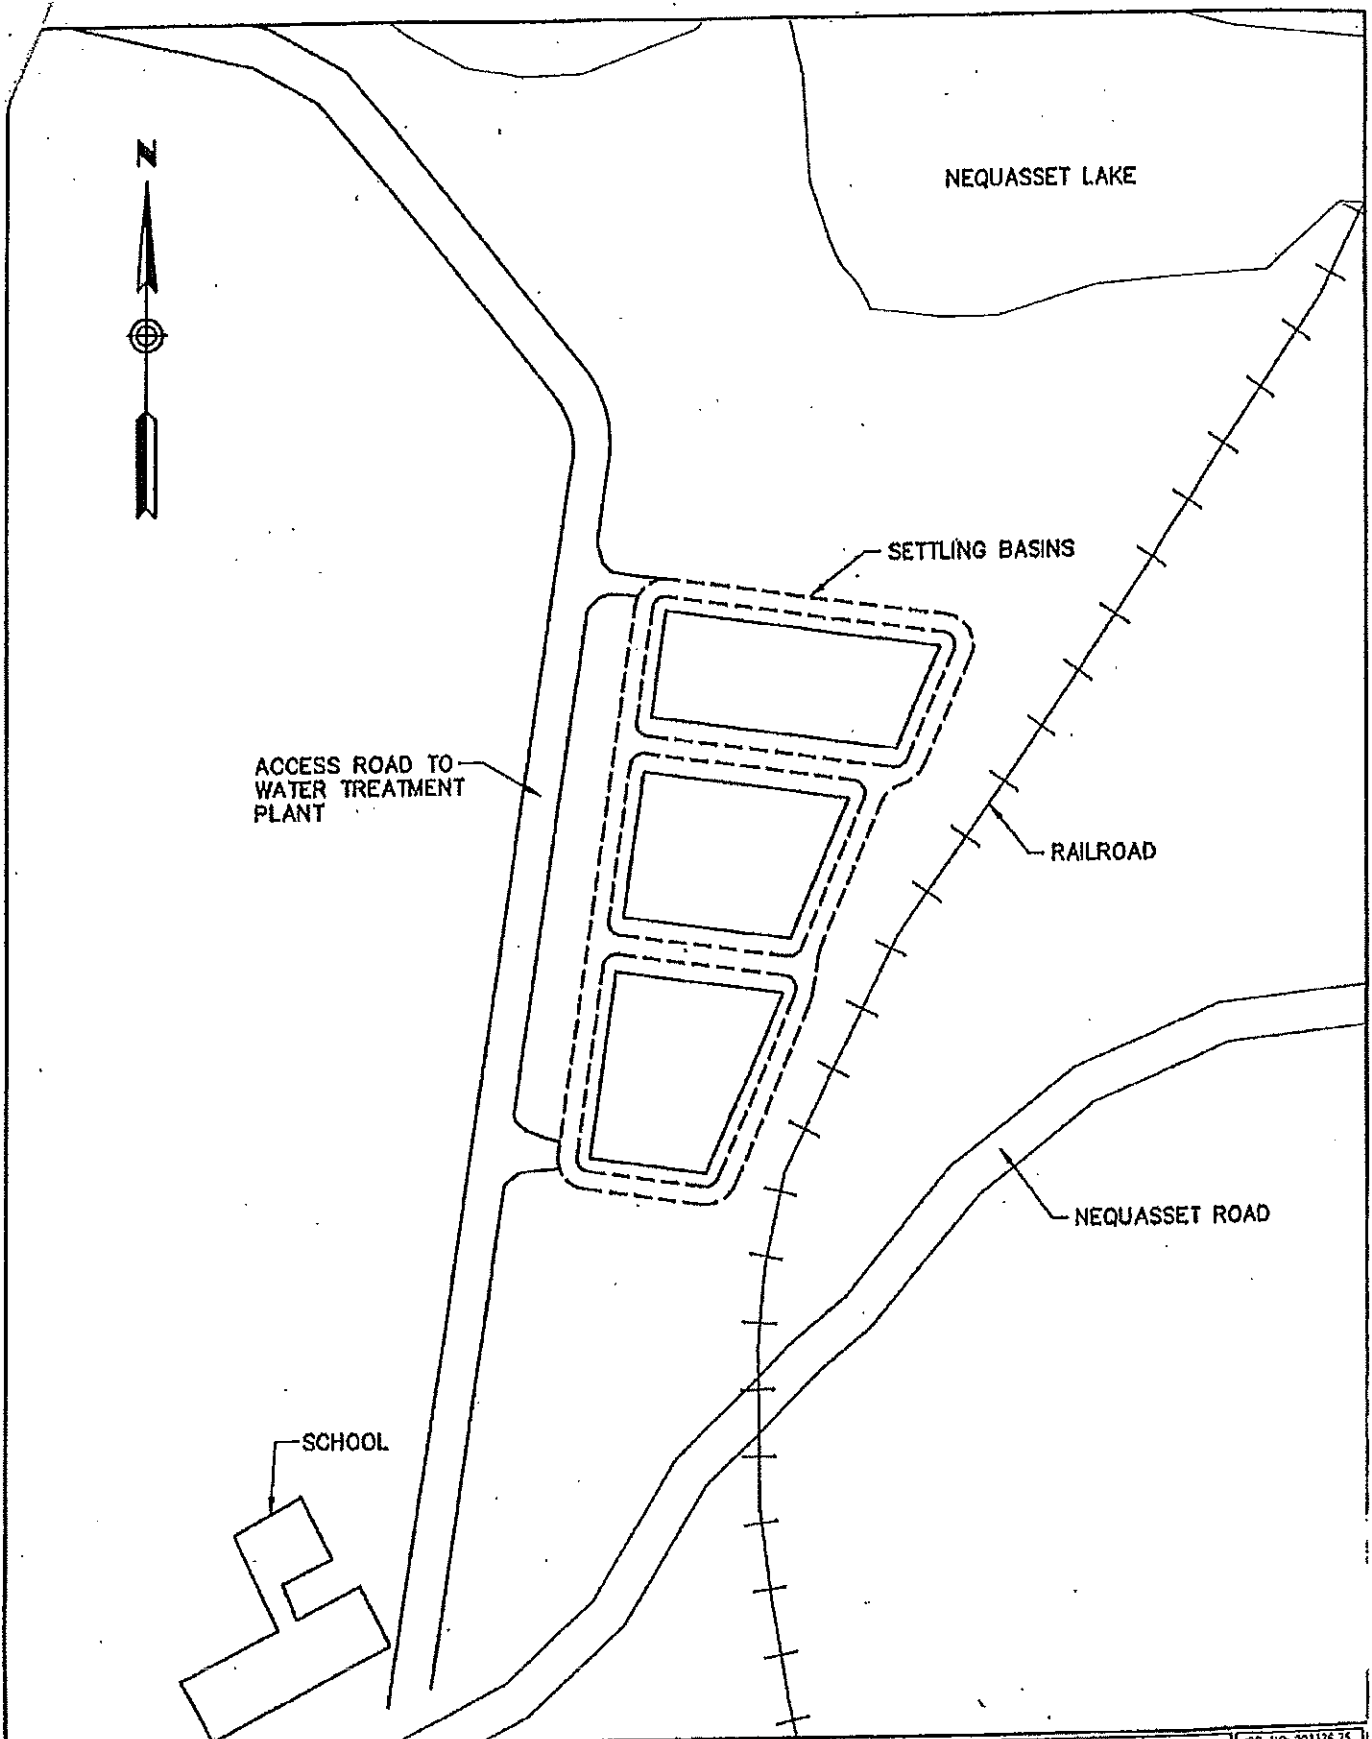 N
NEQUASSET LAKE
SETTLING BASINS
ACCESS ROAD TO
WATER TREATMENT
PLANT
RAILROAD
NEQUASSET ROAD
SCHOOL